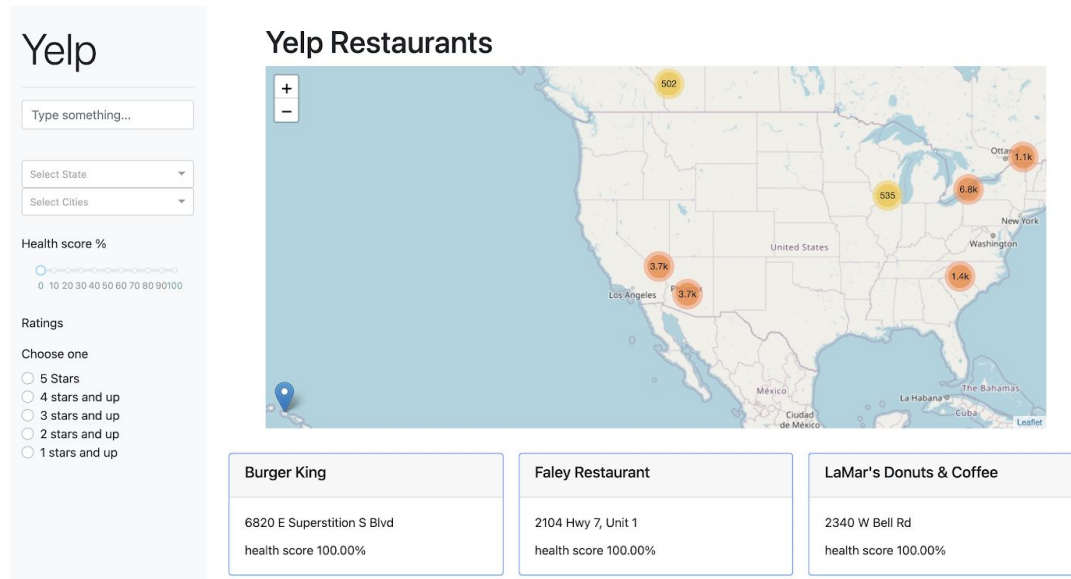 Yelp
Type something...
Select State
Select Cities
Health score %
0 10 20 30 40 50 60 70 80 90100
Ratings
Choose one
5 Stars
4 stars and up
3 stars and up
2 stars and up
1 stars and up
Yelp Restaurants
+
−
502
Ottaw
1.1k
535
6.8k
New York
United States
Washington
3.7k
1.4k
Los Angeles
3.7k
México
The Bahamas
La Habana
Cuba
Ciudad
de México
Leaflet
Burger King
6820 E Superstition S Blvd
health score 100.00%
Faley Restaurant
2104 Hwy 7, Unit 1
health score 100.00%
LaMar's Donuts & Coffee
2340 W Bell Rd
health score 100.00%